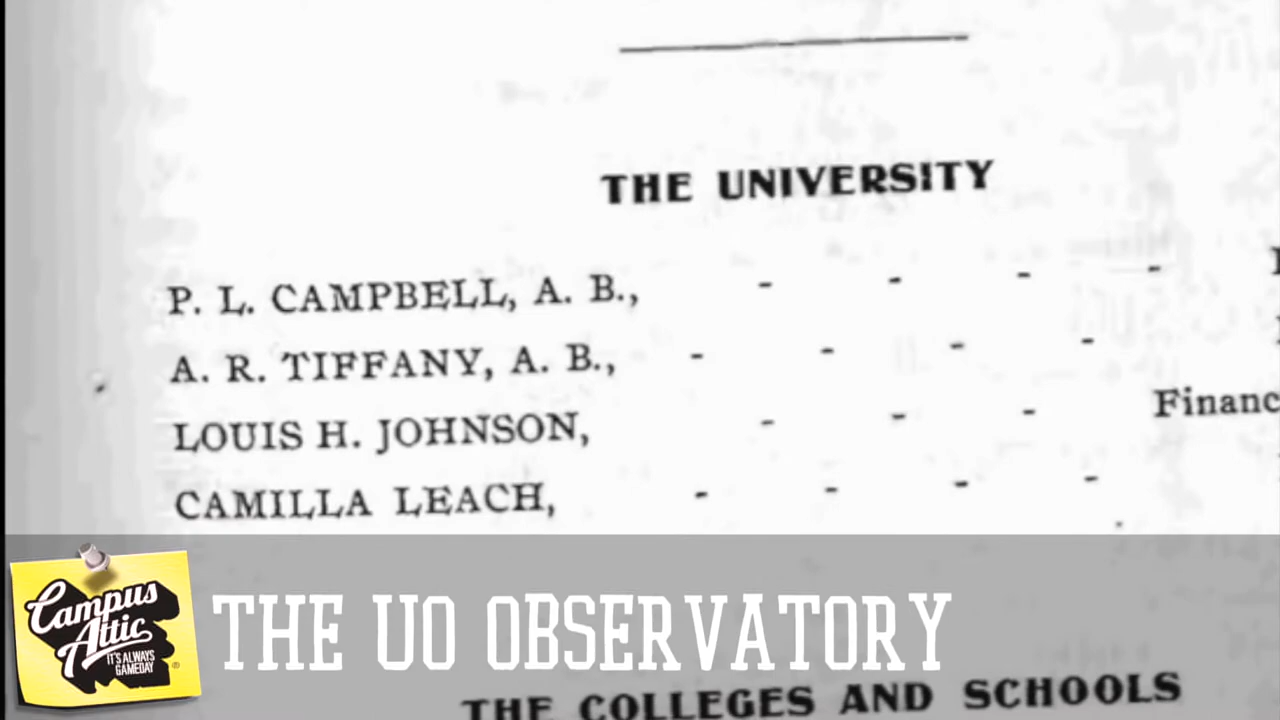 THE UNIVERSITY
P. L. CAMPBELL, A. B., - - - -
A. R. TIFFANY, A. B., - - - -
LOUIS H. JOHNSON, - - - Financ
CAMILLA LEACH, - - - -
Campus
Attic
IT'S ALWAYS
GAMEDAY ®
THE UO OBSERVATORY
THE COLLEGES AND SCHOOLS